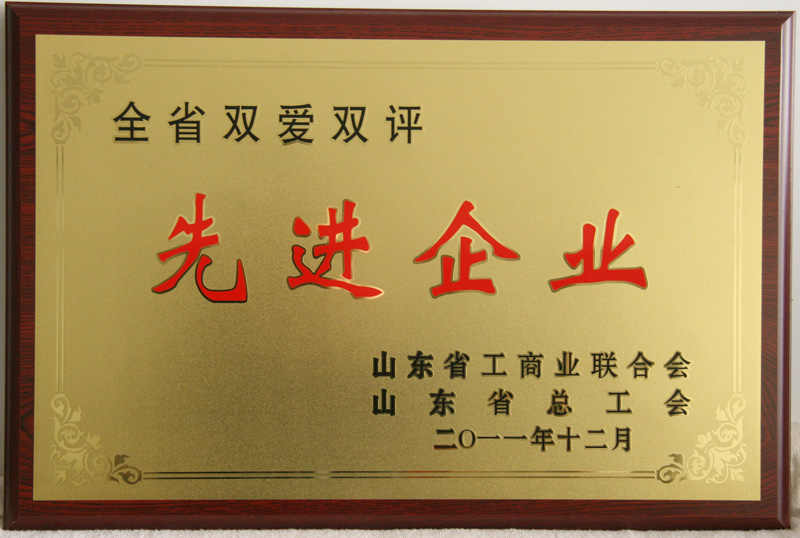 全省双爱双评
先进企业
山东省工商业联合会
山东省总工会
二〇一一年十二月